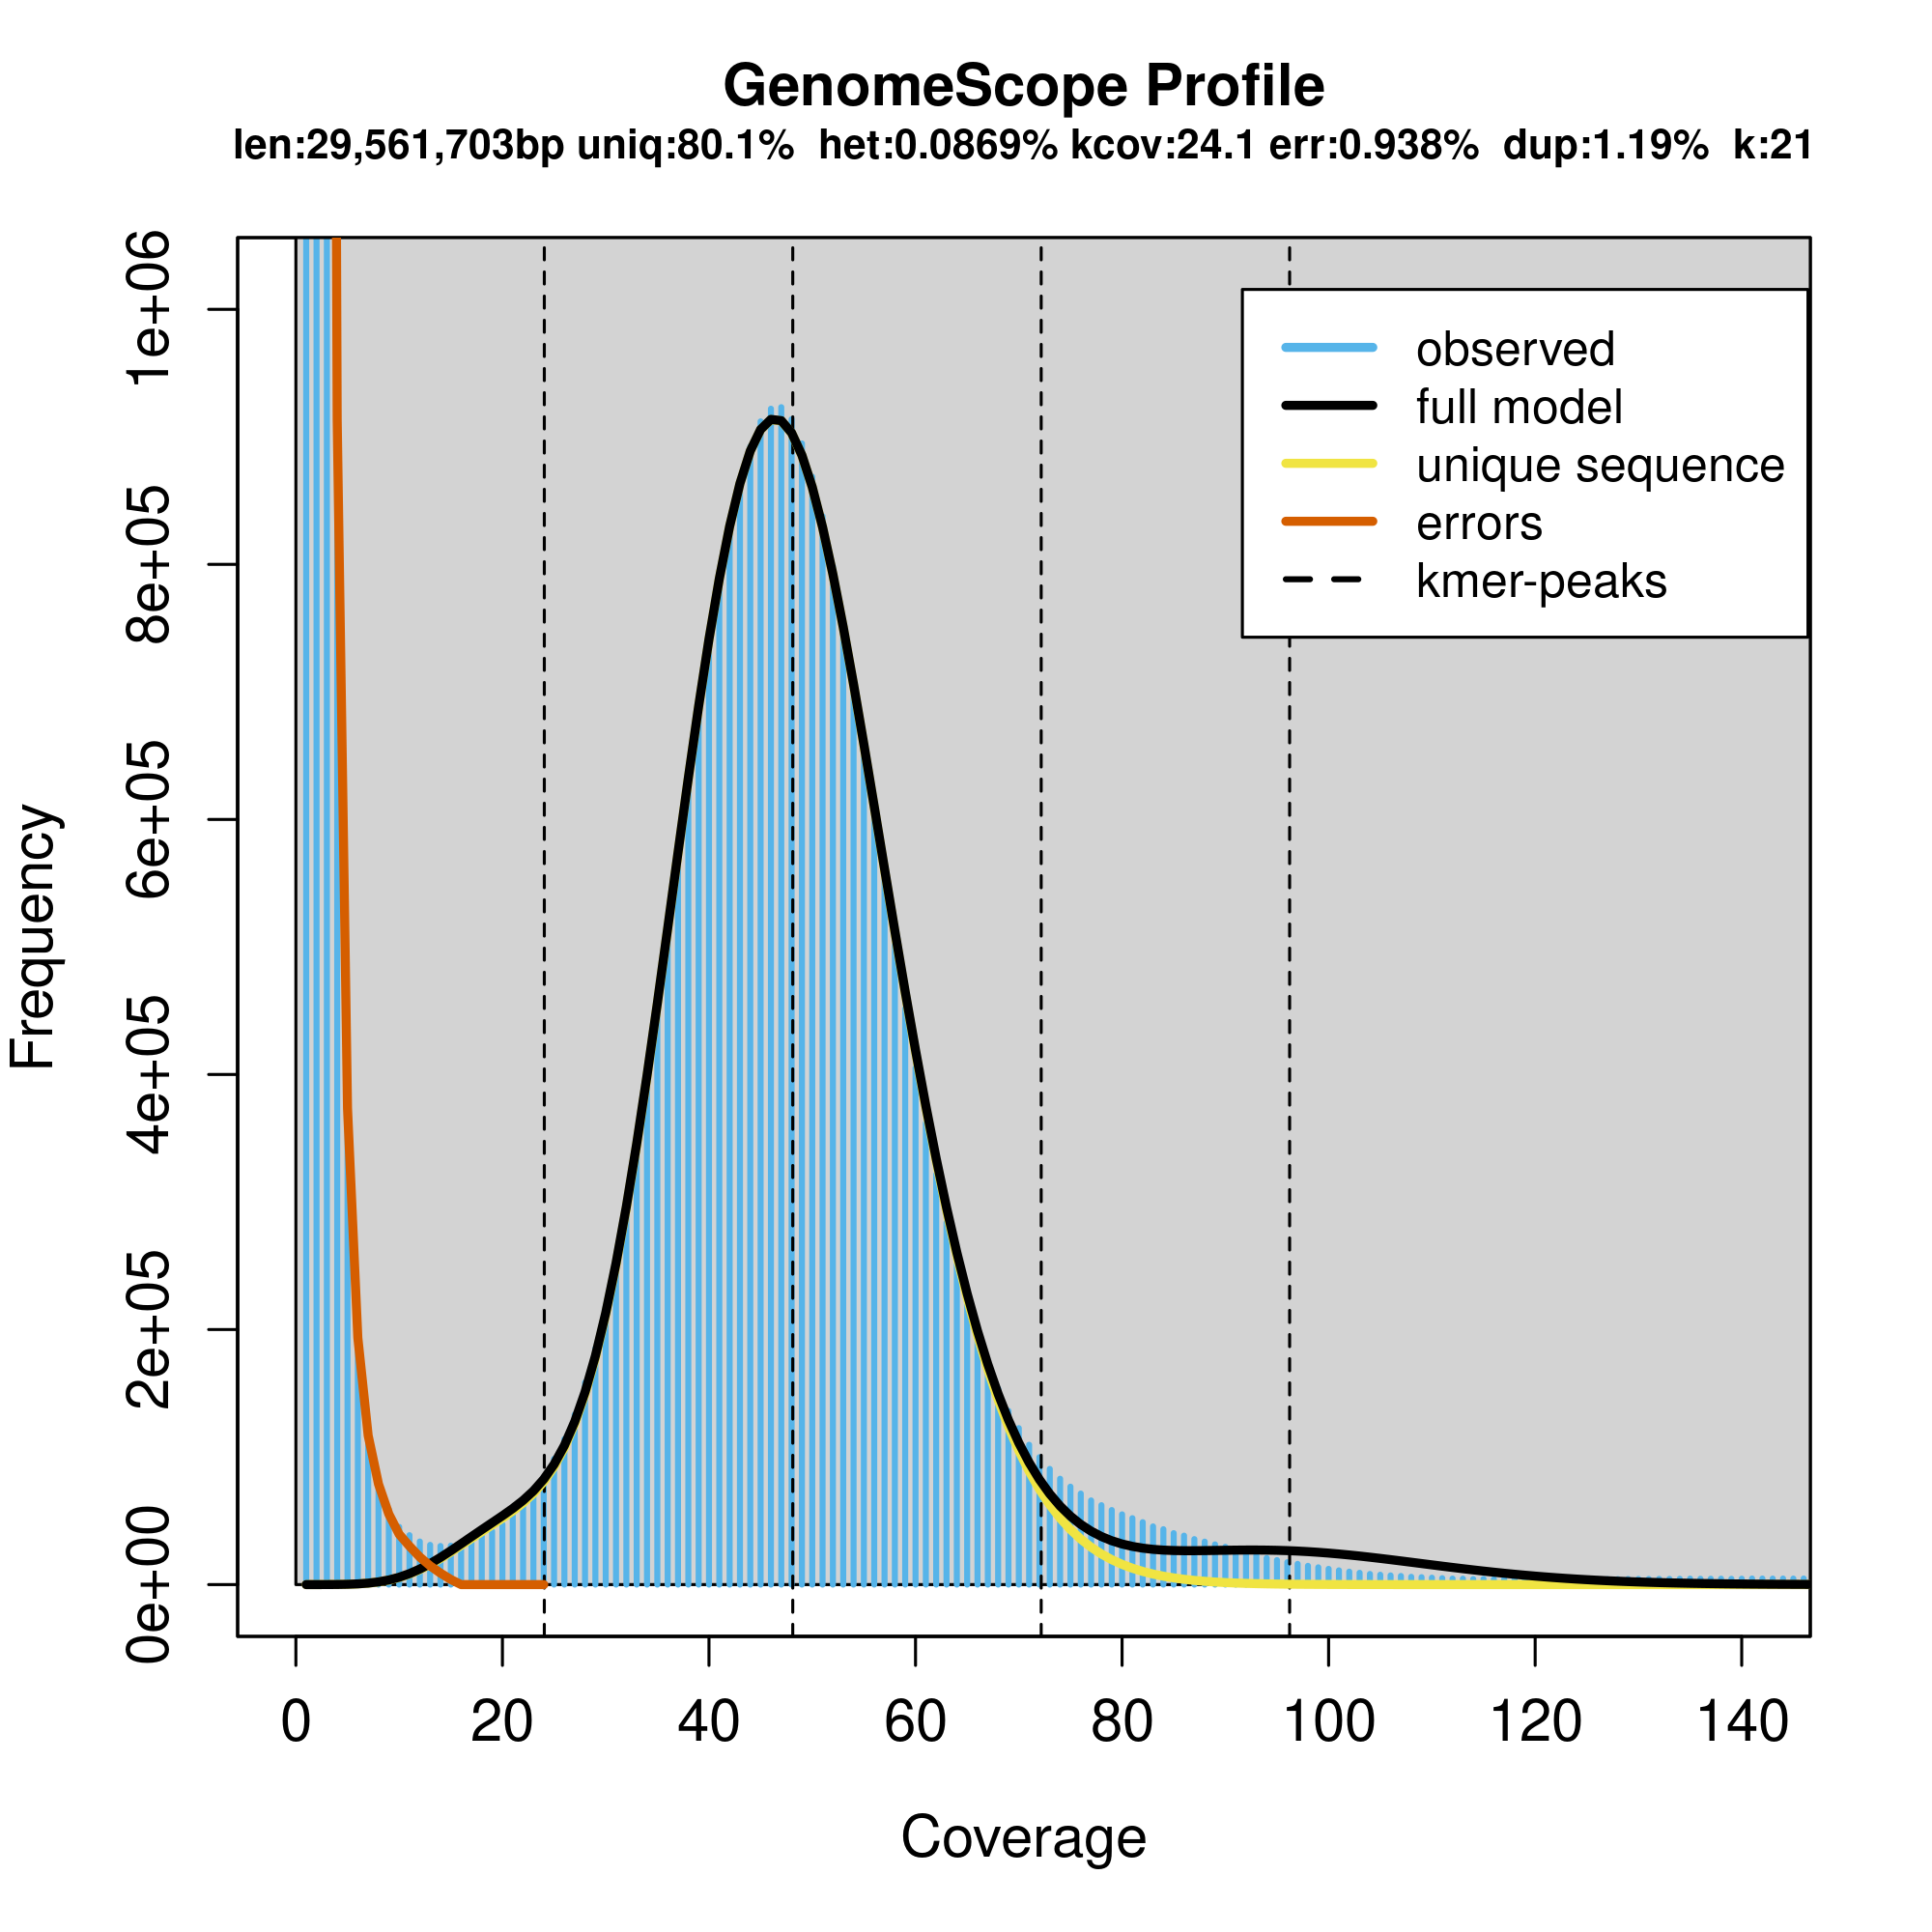 GenomeScope Profile
len:29,561,703bp uniq:80.1% het:0.0869% kcov:24.1 err:0.938% dup:1.19% k:21
1e+06
8e+05
6e+05
4e+05
2e+05
0e+00
Frequency
observed
full model
unique sequence
errors
kmer-peaks
0 20 40 60 80 100 120 140
Coverage